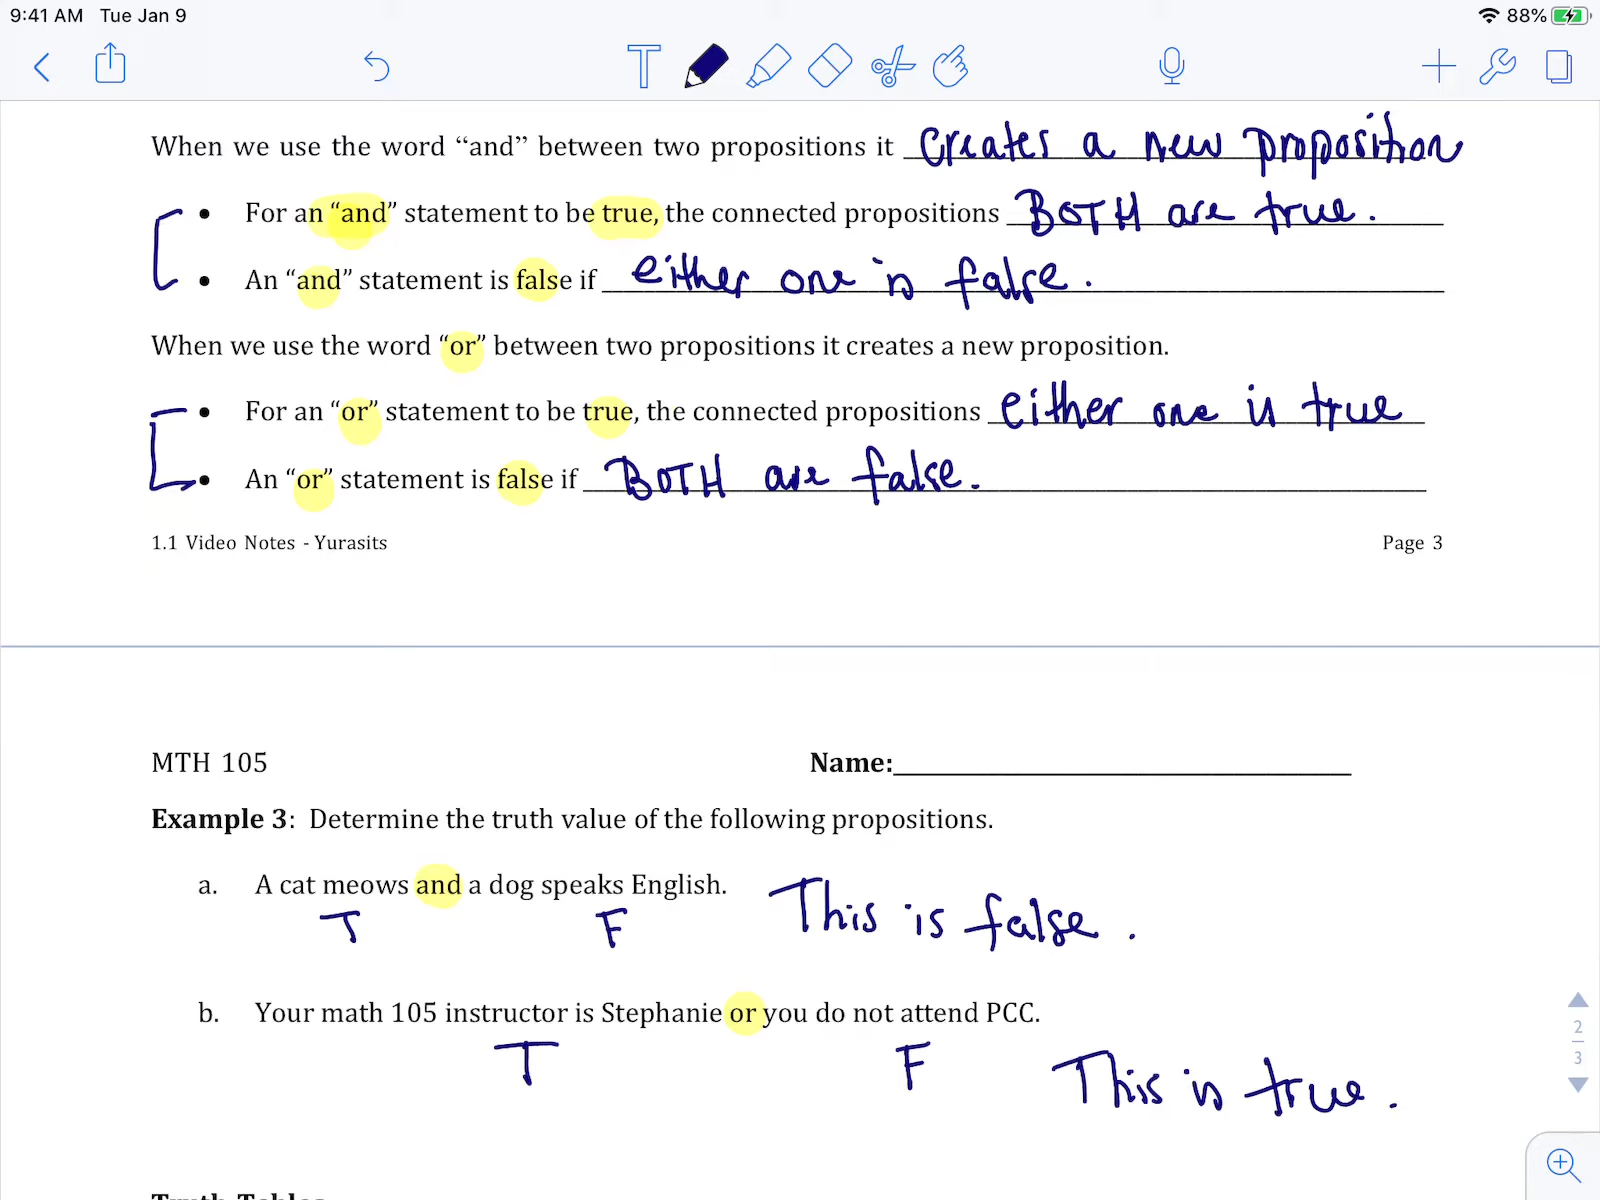 9:41 AM Tue Jan 9 88%
When we use the word “and” between two propositions it creates a new proposition
• For an “and” statement to be true, the connected propositions BOTH are true.
• An “and” statement is false if either one is false.
When we use the word “or” between two propositions it creates a new proposition.
• For an “or” statement to be true, the connected propositions either one is true
• An “or” statement is false if BOTH are false.
1.1 Video Notes - Yurasits Page 3
MTH 105 Name:
Example 3: Determine the truth value of the following propositions.
a. A cat meows and a dog speaks English. This is false.
T F
b. Your math 105 instructor is Stephanie or you do not attend PCC.
T F This is true.
2
3
Truth Tables